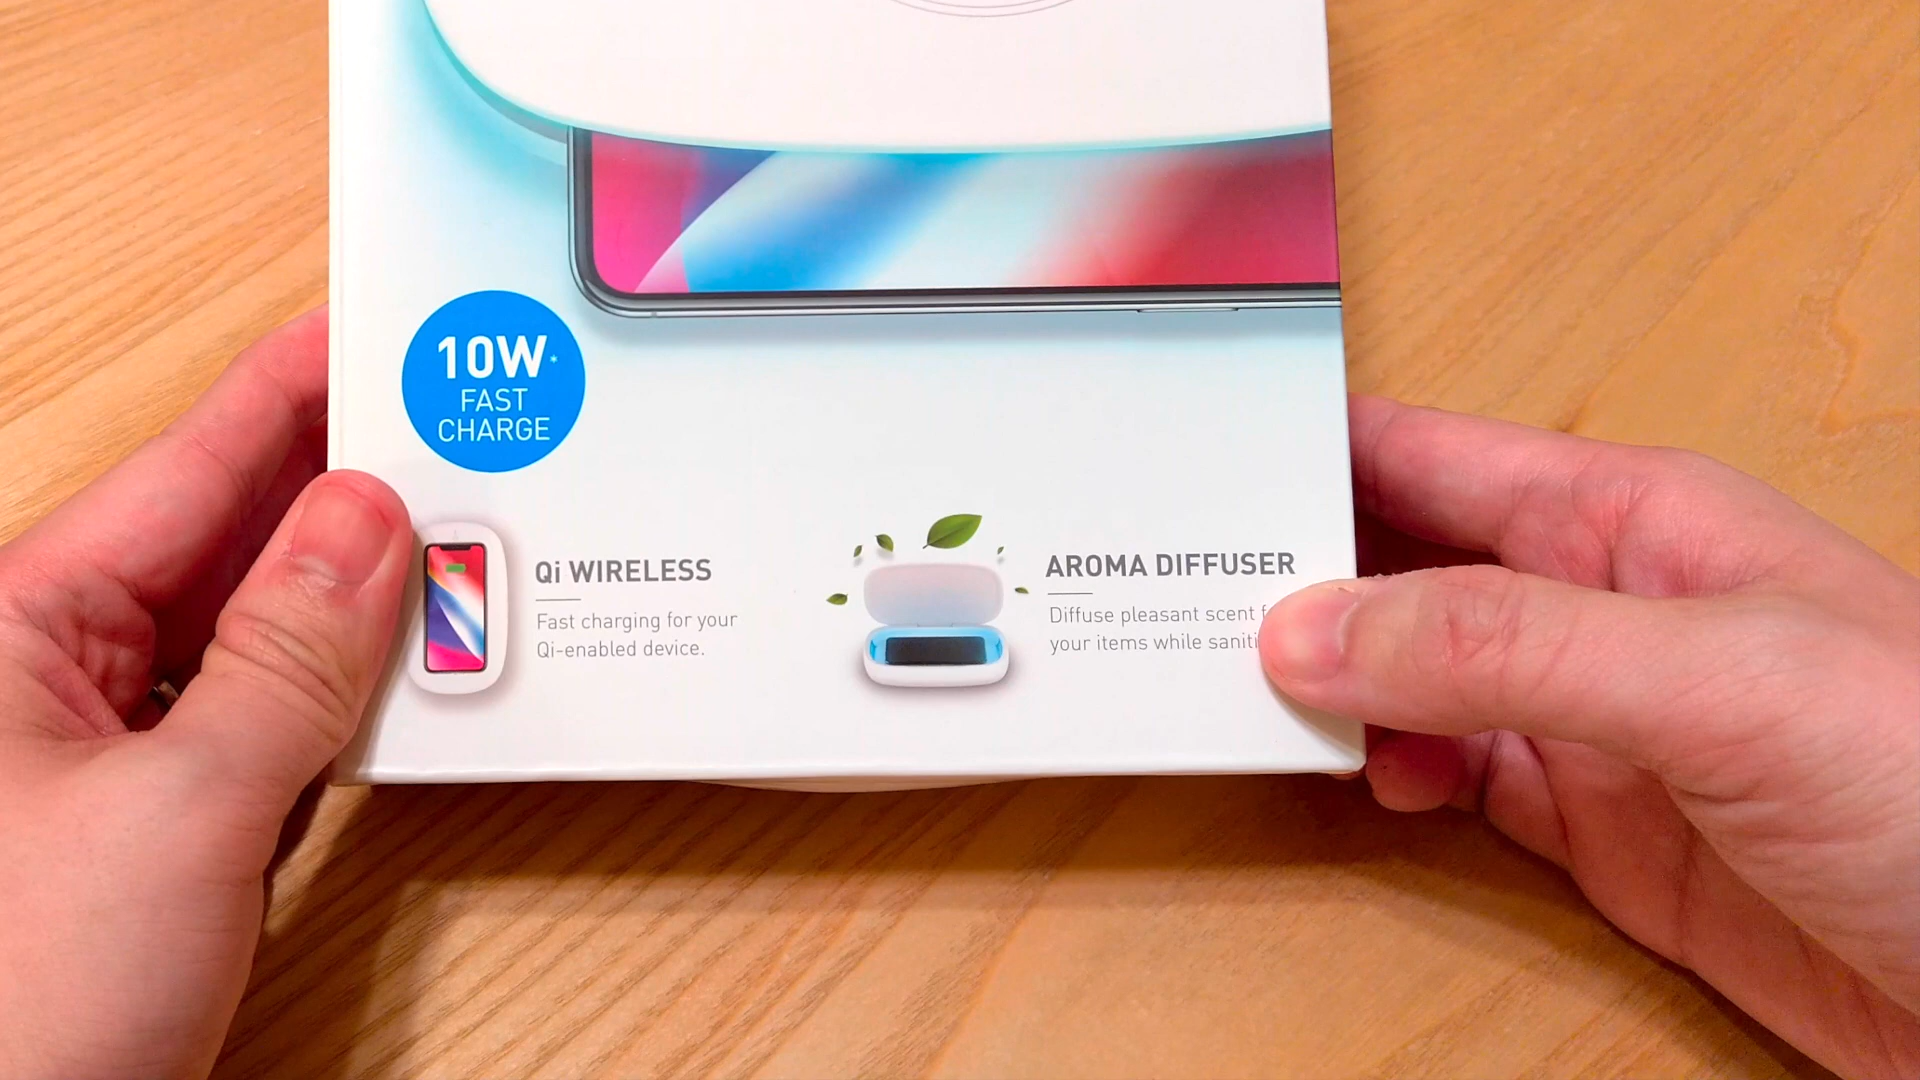 10W*
FAST
CHARGE
Qi WIRELESS
Fast charging for your
Qi-enabled device.
AROMA DIFFUSER
Diffuse pleasant scent
your items while